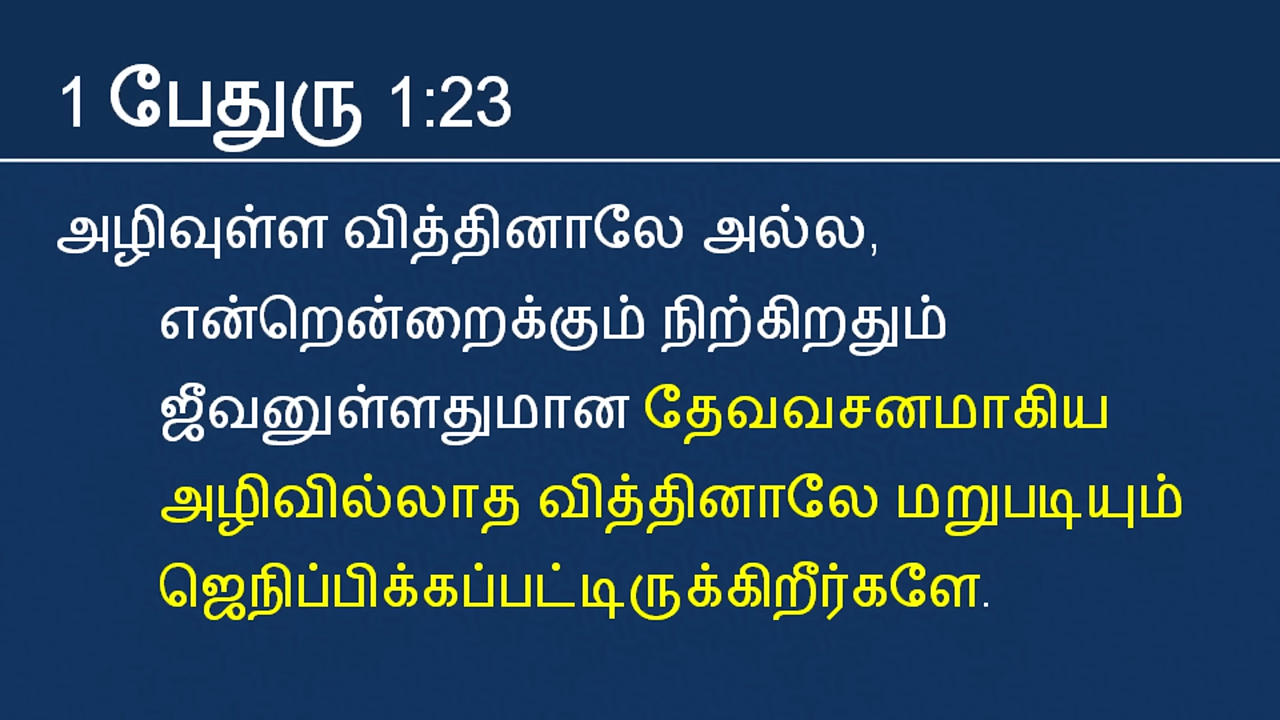 1 பேதுரு 1:23
அழிவுள்ள வித்தினாலே அல்ல,
என்றென்றைக்கும் நிற்கிறதும்
ஜீவனுள்ளதுமான தேவவசனமாகிய
அழிவில்லாத வித்தினாலே மறுபடியும்
ஜெநிப்பிக்கப்பட்டிருக்கிறீர்களே.